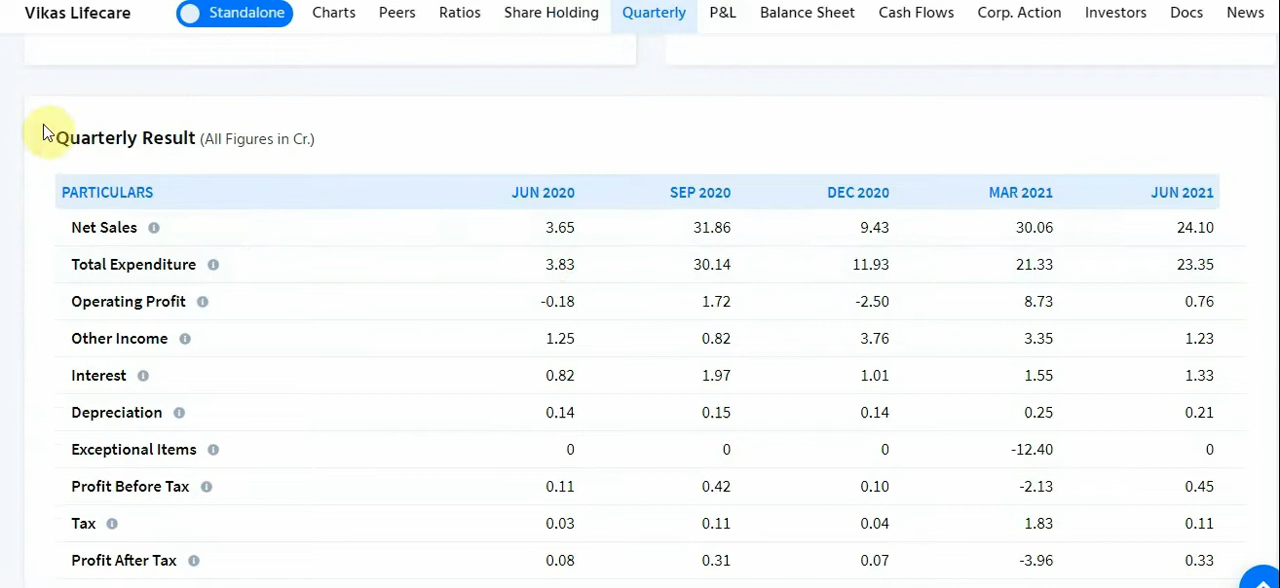 Vikas Lifecare Standalone Charts Peers Ratios Share Holding Quarterly P&L Balance Sheet Cash Flows Corp. Action Investors Docs News
Quarterly Result (All Figures in Cr.)
PARTICULARS JUN 2020 SEP 2020 DEC 2020 MAR 2021 JUN 2021
Net Sales 3.65 31.86 9.43 30.06 24.10
Total Expenditure 3.83 30.14 11.93 21.33 23.35
Operating Profit -0.18 1.72 -2.50 8.73 0.76
Other Income 1.25 0.82 3.76 3.35 1.23
Interest 0.82 1.97 1.01 1.55 1.33
Depreciation 0.14 0.15 0.14 0.25 0.21
Exceptional Items 0 0 0 -12.40 0
Profit Before Tax 0.11 0.42 0.10 -2.13 0.45
Tax 0.03 0.11 0.04 1.83 0.11
Profit After Tax 0.08 0.31 0.07 -3.96 0.33